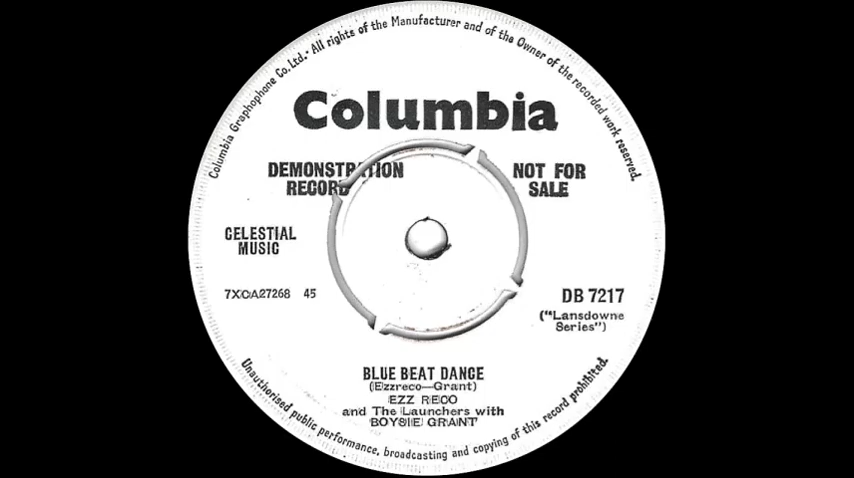 Columbia Graphophone Co. Ltd. · All rights of the Manufacturer and of the Owner of the recorded work reserved.
Columbia
DEMONSTRATION
RECORD
NOT FOR
SALE
CELESTIAL
MUSIC
7XCA27268 45
DB 7217
("Lansdowne
Series")
BLUE BEAT DANCE
(Ezzreco—Grant)
EZZ RECO
and The Launchers with
BOYSIE GRANT
Unauthorised public performance, broadcasting and copying of this record prohibited.